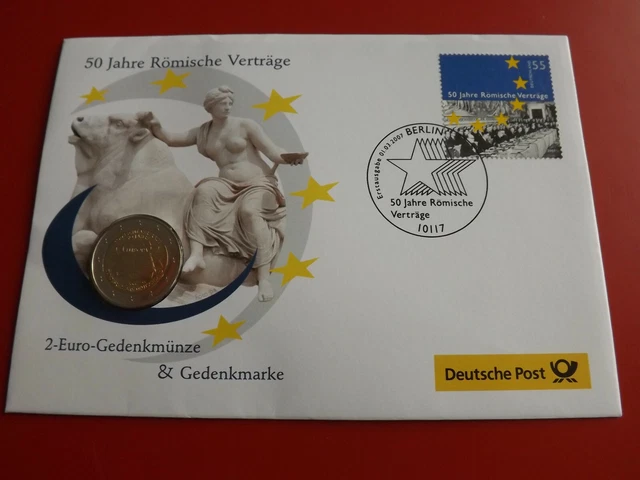 50 Jahre Römische Verträge
55
50 Jahre Römische Verträge
BERLIN
Erstausgabe 01.03.2007
50 Jahre Römische
Verträge
10117
2-Euro-Gedenkmünze
& Gedenkmarke
Deutsche Post